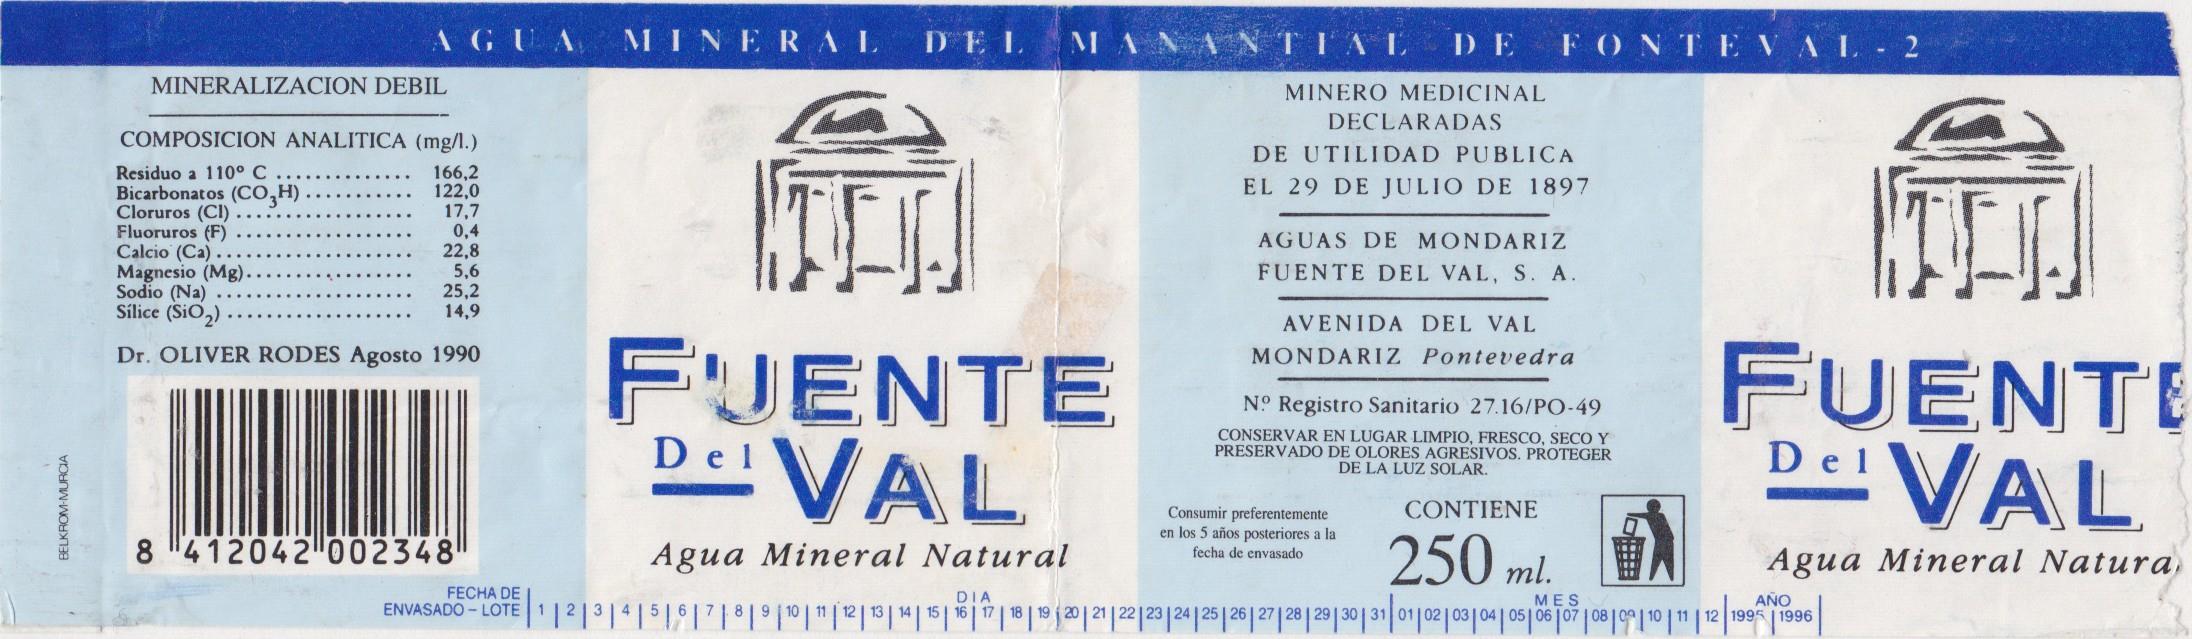 AGUA MINERAL DEL MANANTIAL DE FONTEVAL-2
MINERALIZACION DEBIL
COMPOSICION ANALITICA (mg/l.)
Residuo a 110º C .............. 166,2
Bicarbonatos (CO3H) ........... 122,0
Cloruros (Cl) .................. 17,7
Fluoruros (F) .................. 0,4
Calcio (Ca) .................... 22,8
Magnesio (Mg)................. 5,6
Sodio (Na) .................... 25,2
Sílice (SiO2) ................... 14,9
Dr. OLIVER RODES Agosto 1990
8 412042 002348
BELKROM-MURCIA
FUENTE
Del VAL
Agua Mineral Natural
MINERO MEDICINAL
DECLARADAS
DE UTILIDAD PUBLICA
EL 29 DE JULIO DE 1897
AGUAS DE MONDARIZ
FUENTE DEL VAL, S. A.
AVENIDA DEL VAL
MONDARIZ Pontevedra
Nº Registro Sanitario 27.16/PO-49
CONSERVAR EN LUGAR LIMPIO, FRESCO, SECO Y
PRESERVADO DE OLORES AGRESIVOS. PROTEGER
DE LA LUZ SOLAR.
Consumir preferentemente
en los 5 años posteriores a la
fecha de envasado
CONTIENE
250 ml.
FUENTE
Del VAL
Agua Mineral Natura
FECHA DE
ENVASADO – LOTE
DIA
1 2 3 4 5 6 7 8 9 10 11 12 13 14 15 16 17 18 19 20 21 22 23 24 25 26 27 28 29 30 31
MES
01 02 03 04 05 06 07 08 09 10 11 12
AÑO
1995 1996